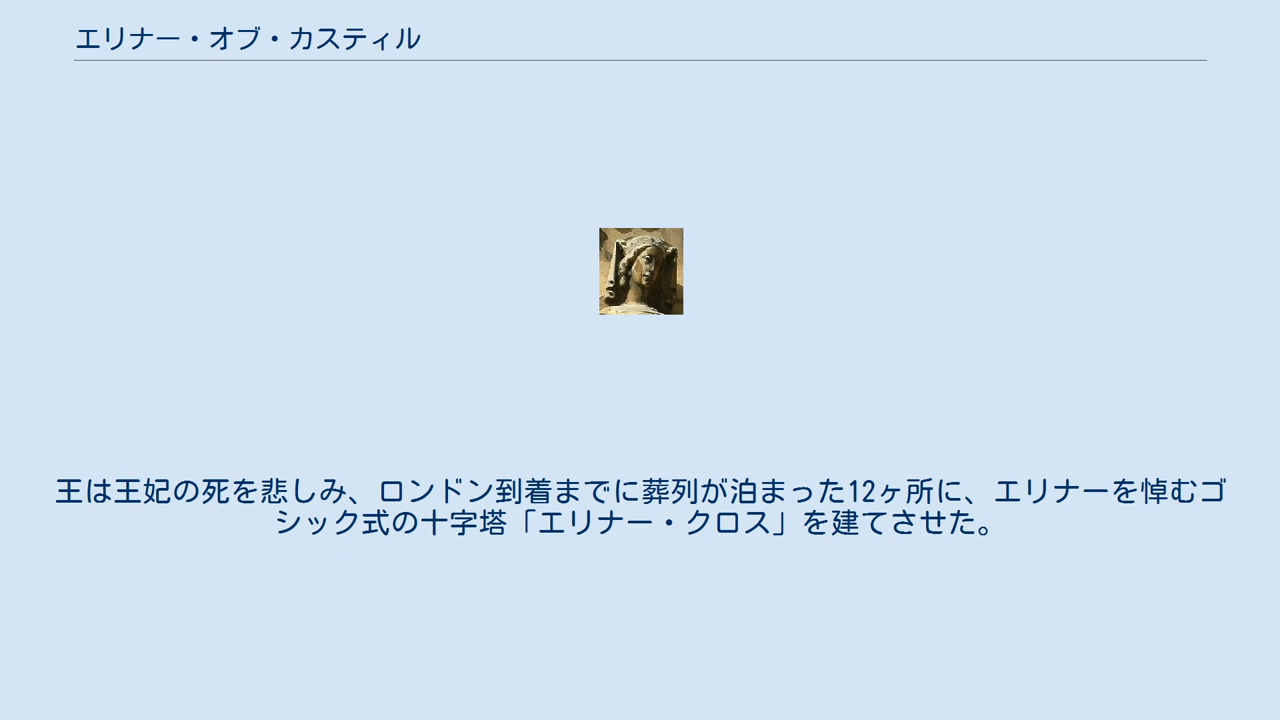 エリナー・オブ・カスティル
王は王妃の死を悲しみ、ロンドン到着までに葬列が泊まった12ヶ所に、エリナーを悼むゴ
シック式の十字塔「エリナー・クロス」を建てさせた。